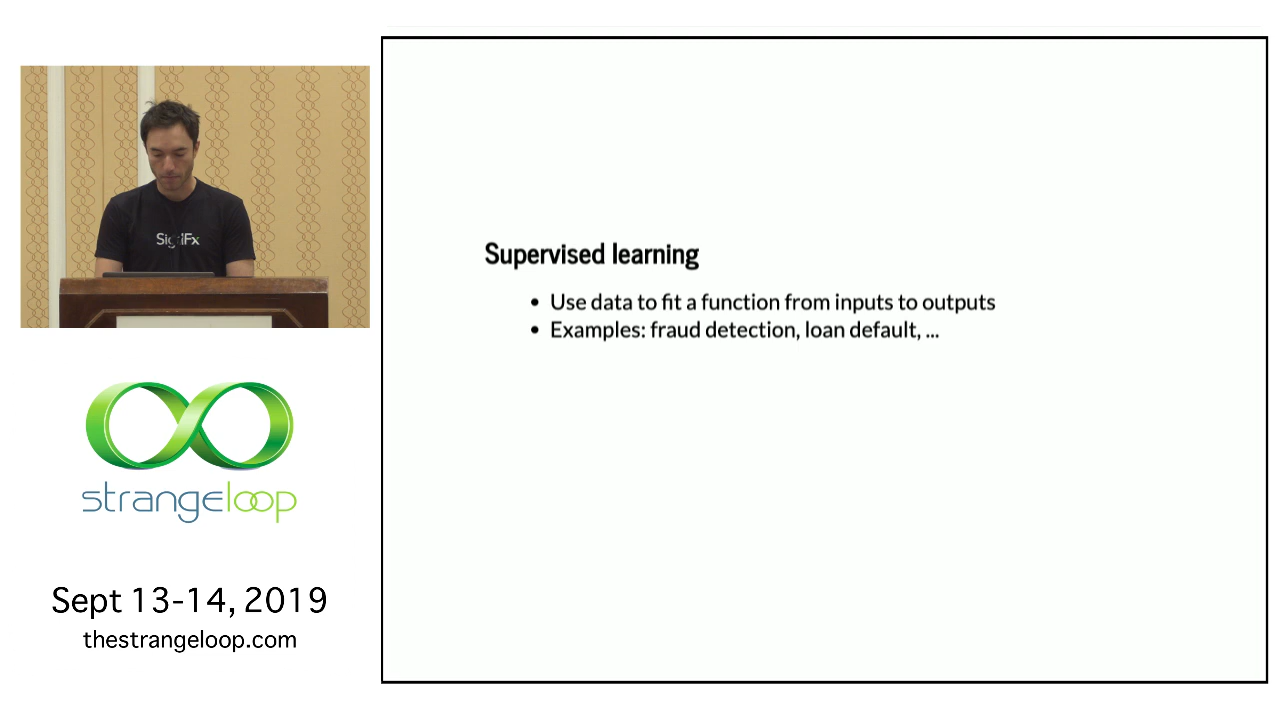 Supervised learning
• Use data to fit a function from inputs to outputs
• Examples: fraud detection, loan default, ...
strangeloop
Sept 13-14, 2019
thestrangeloop.com